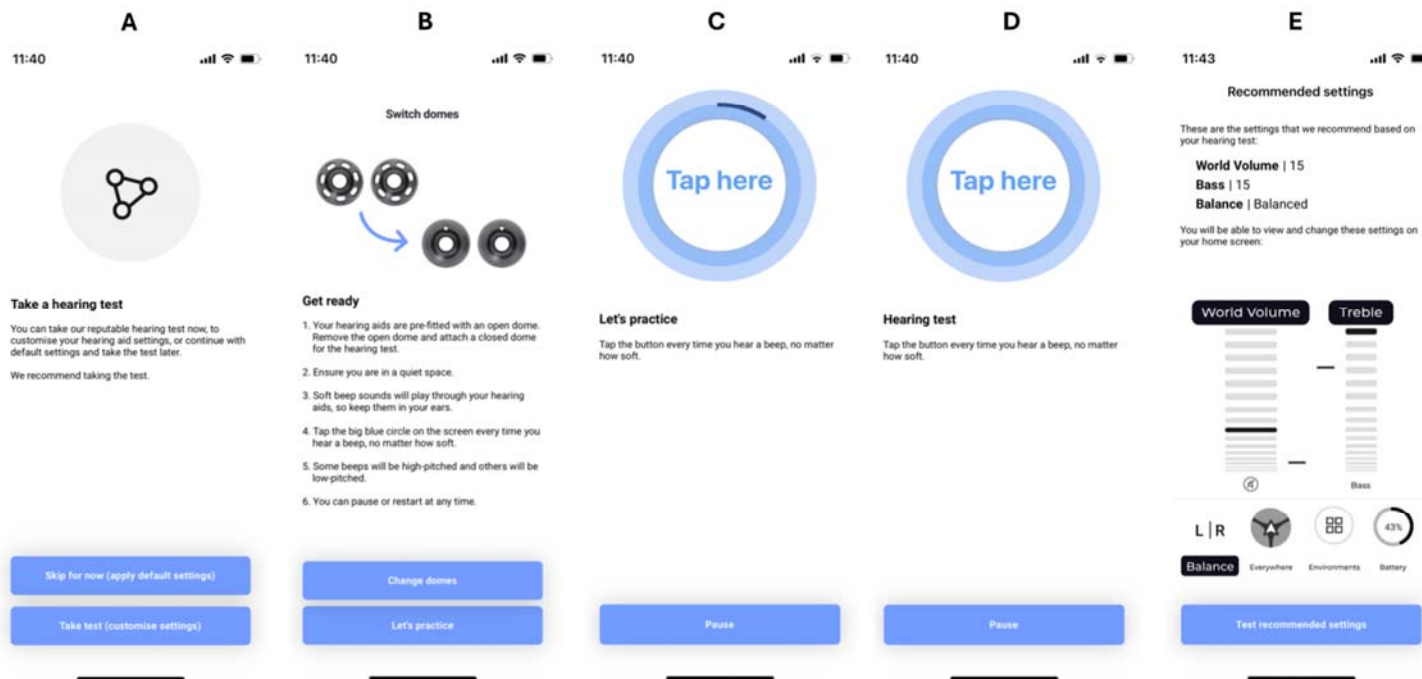 A
11:40
Take a hearing test
You can take our reputable hearing test now, to
customise your hearing aid settings, or continue with
default settings and take the test later.
We recommend taking the test.
Skip for now (apply default settings)
Take test (customise settings)
B
11:40
Switch domes
Get ready
1. Your hearing aids are pre-fitted with an open dome.
Remove the open dome and attach a closed dome
for the hearing test.
2. Ensure you are in a quiet space.
3. Soft beep sounds will play through your hearing
aids, so keep them in your ears.
4. Tap the big blue circle on the screen every time you
hear a beep, no matter how soft.
5. Some beeps will be high-pitched and others will be
low-pitched.
6. You can pause or restart at any time.
Change domes
Let's practice
C
11:40
Tap here
Let's practice
Tap the button every time you hear a beep, no matter
how soft.
Pause
D
11:40
Tap here
Hearing test
Tap the button every time you hear a beep, no matter
how soft.
Pause
E
11:43
Recommended settings
These are the settings that we recommend based on
your hearing test:
World Volume | 15
Bass | 15
Balance | Balanced
You will be able to view and change these settings on
your home screen:
World Volume Treble
Bass
L | R 43%
Balance Everywhere Environments Battery
Test recommended settings